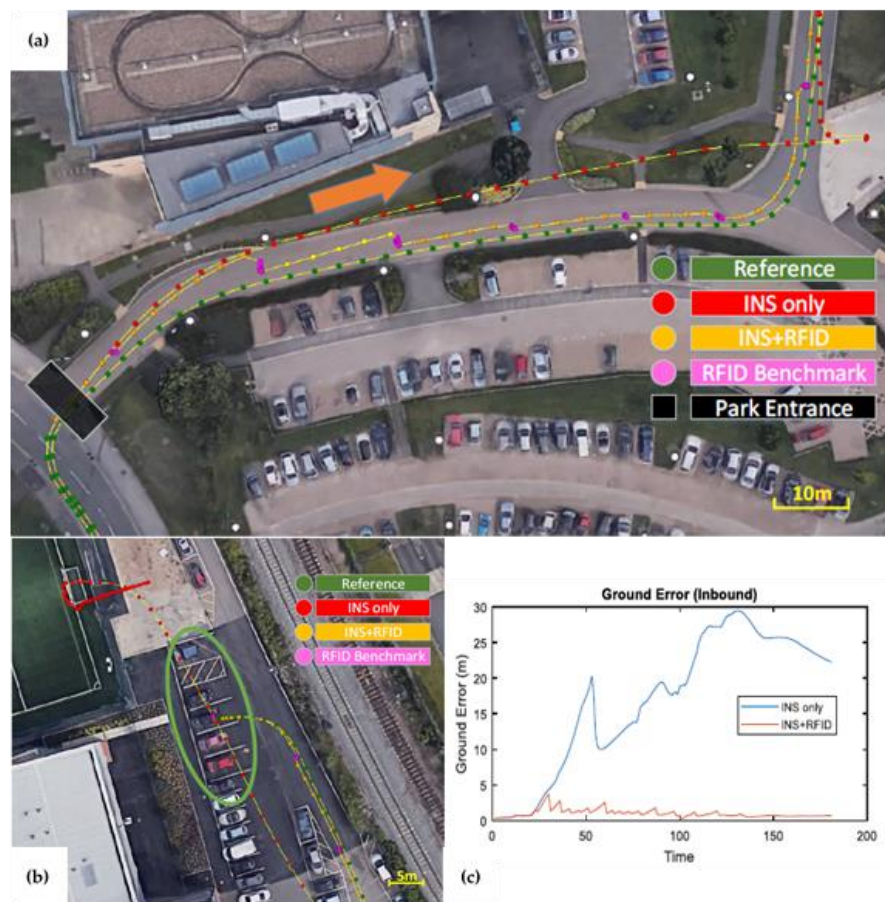 (a)
Reference
INS only
INS+RFID
RFID Benchmark
Park Entrance
10m
Reference
INS only
INS+RFID
RFID Benchmark
5m
(b)
Ground Error (Inbound)
Ground Error (m)
30
25
20
15
10
5
0
INS only
INS+RFID
0
50
100
150
200
Time
(c)